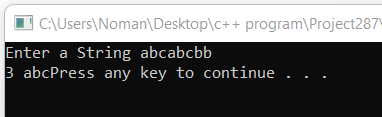 C:\Users\Noman\Desktop\c++ program\Project287\
Enter a String abcabcbb
3 abcPress any key to continue . . .